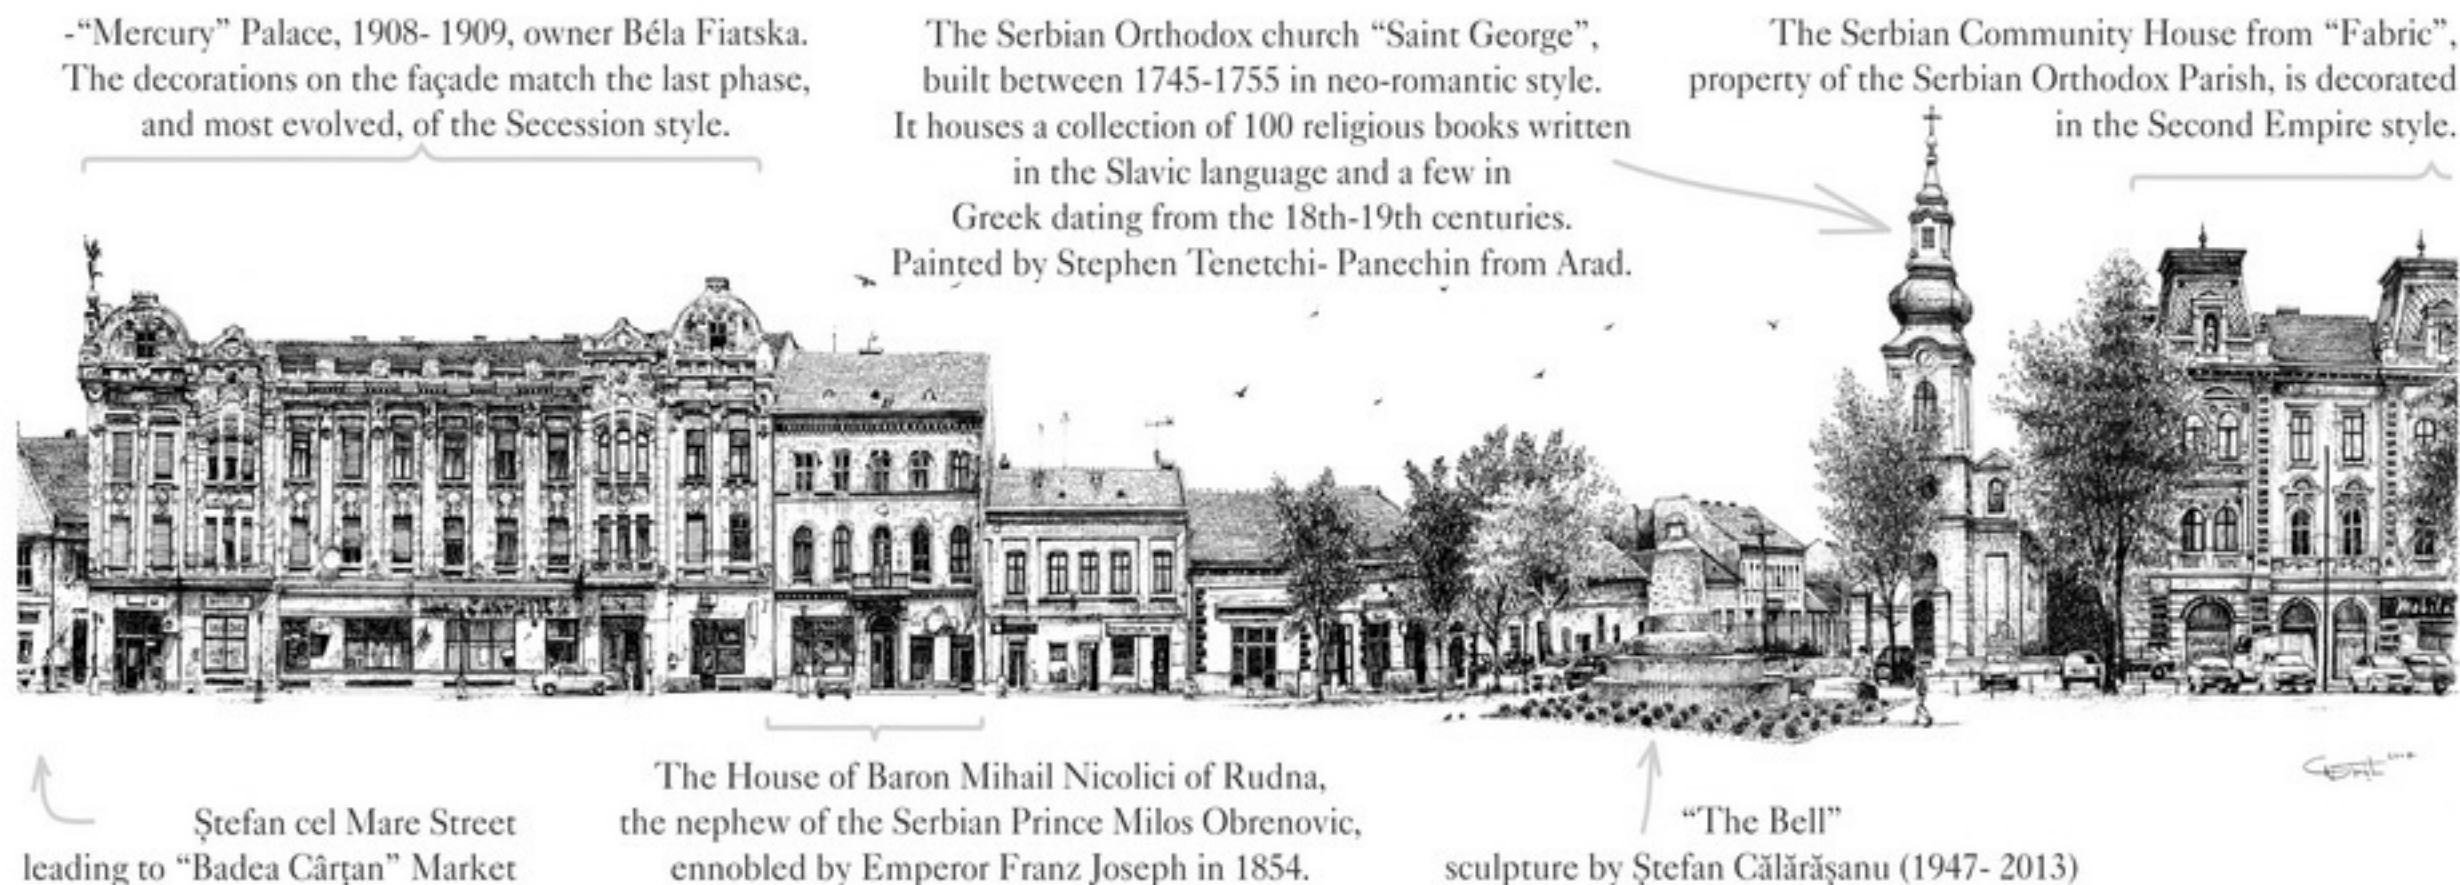 -“Mercury” Palace, 1908- 1909, owner Béla Fiatska.
The decorations on the façade match the last phase,
and most evolved, of the Secession style.
The Serbian Orthodox church “Saint George”,
built between 1745-1755 in neo-romantic style.
It houses a collection of 100 religious books written
in the Slavic language and a few in
Greek dating from the 18th-19th centuries.
Painted by Stephen Tenetchi- Panechin from Arad.
The Serbian Community House from “Fabric”,
property of the Serbian Orthodox Parish, is decorated
in the Second Empire style.
Ștefan cel Mare Street
leading to “Badea Cârțan” Market
The House of Baron Mihail Nicolici of Rudna,
the nephew of the Serbian Prince Milos Obrenovic,
ennobled by Emperor Franz Joseph in 1854.
“The Bell”
sculpture by Ștefan Călărășanu (1947- 2013)